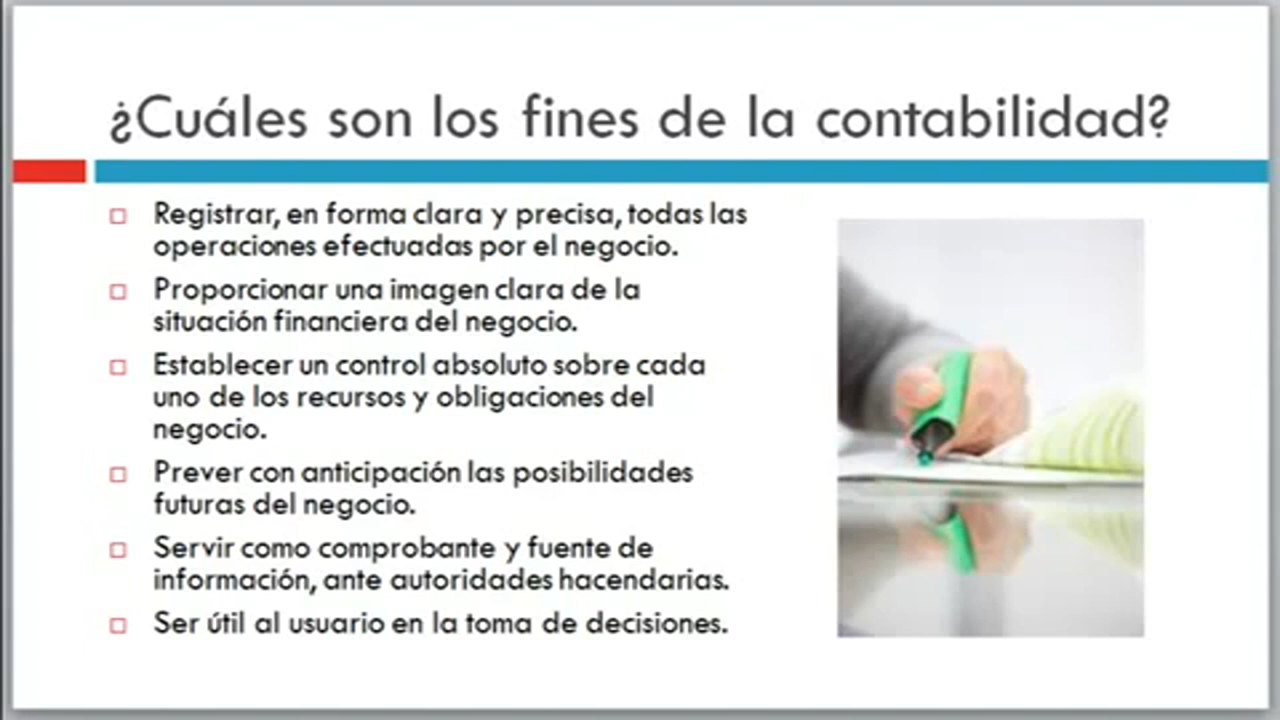 ¿Cuáles son los fines de la contabilidad?
Registrar, en forma clara y precisa, todas las
operaciones efectuadas por el negocio.
Proporcionar una imagen clara de la
situación financiera del negocio.
Establecer un control absoluto sobre cada
uno de los recursos y obligaciones del
negocio.
Prever con anticipación las posibilidades
futuras del negocio.
Servir como comprobante y fuente de
información, ante autoridades hacendarias.
Ser útil al usuario en la toma de decisiones.